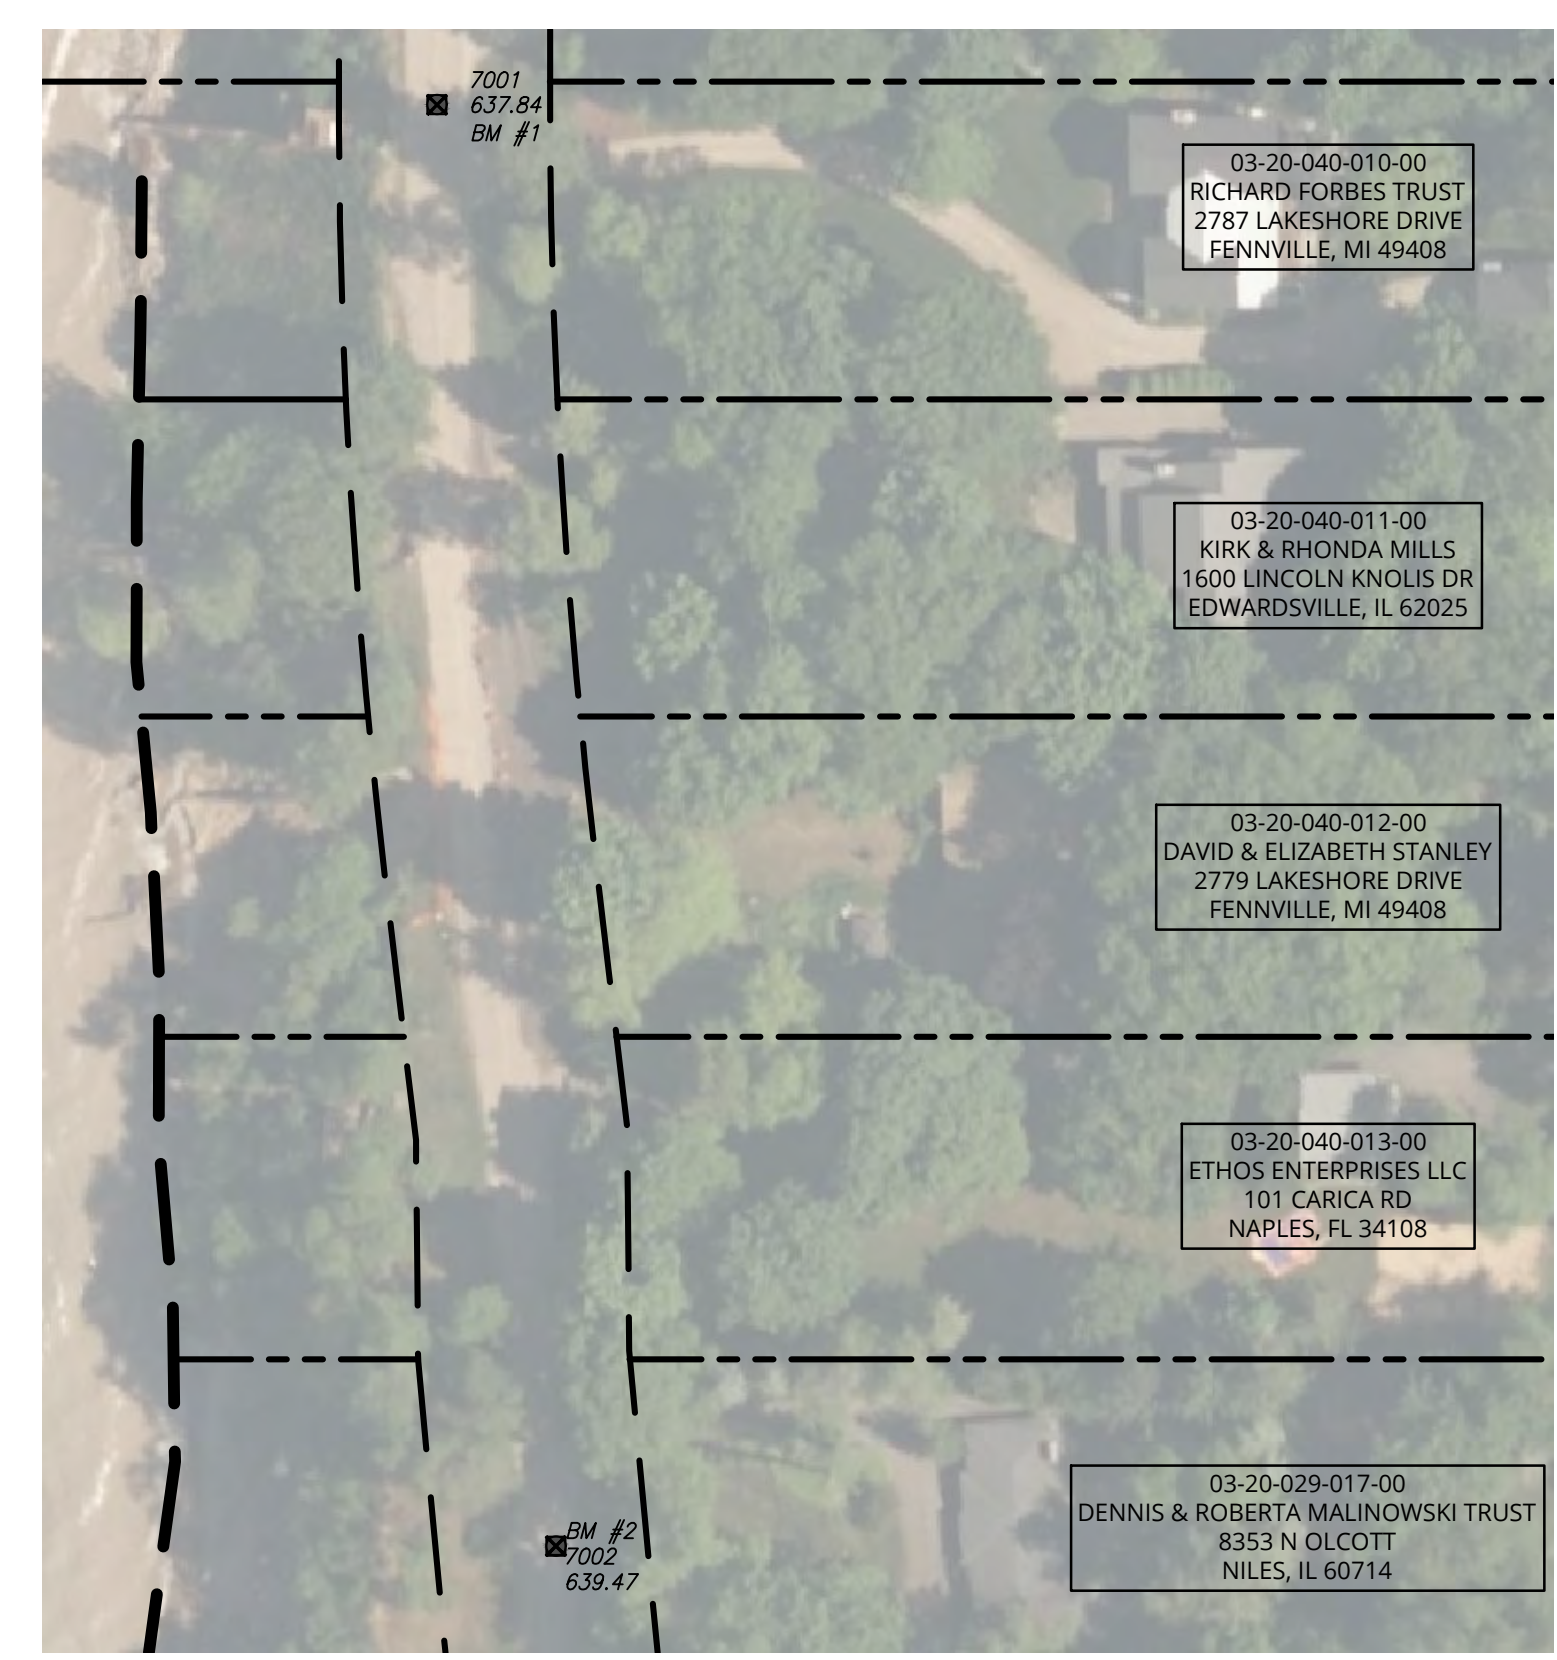 7001
637.84
BM #1
03-20-040-010-00
RICHARD FORBES TRUST
2787 LAKESHORE DRIVE
FENNVILLE, MI 49408
03-20-040-011-00
KIRK & RHONDA MILLS
1600 LINCOLN KNOLIS DR
EDWARDSVILLE, IL 62025
03-20-040-012-00
DAVID & ELIZABETH STANLEY
2779 LAKESHORE DRIVE
FENNVILLE, MI 49408
03-20-040-013-00
ETHOS ENTERPRISES LLC
101 CARICA RD
NAPLES, FL 34108
03-20-029-017-00
DENNIS & ROBERTA MALINOWSKI TRUST
8353 N OLCOTT
NILES, IL 60714
BM #2
7002
639.47